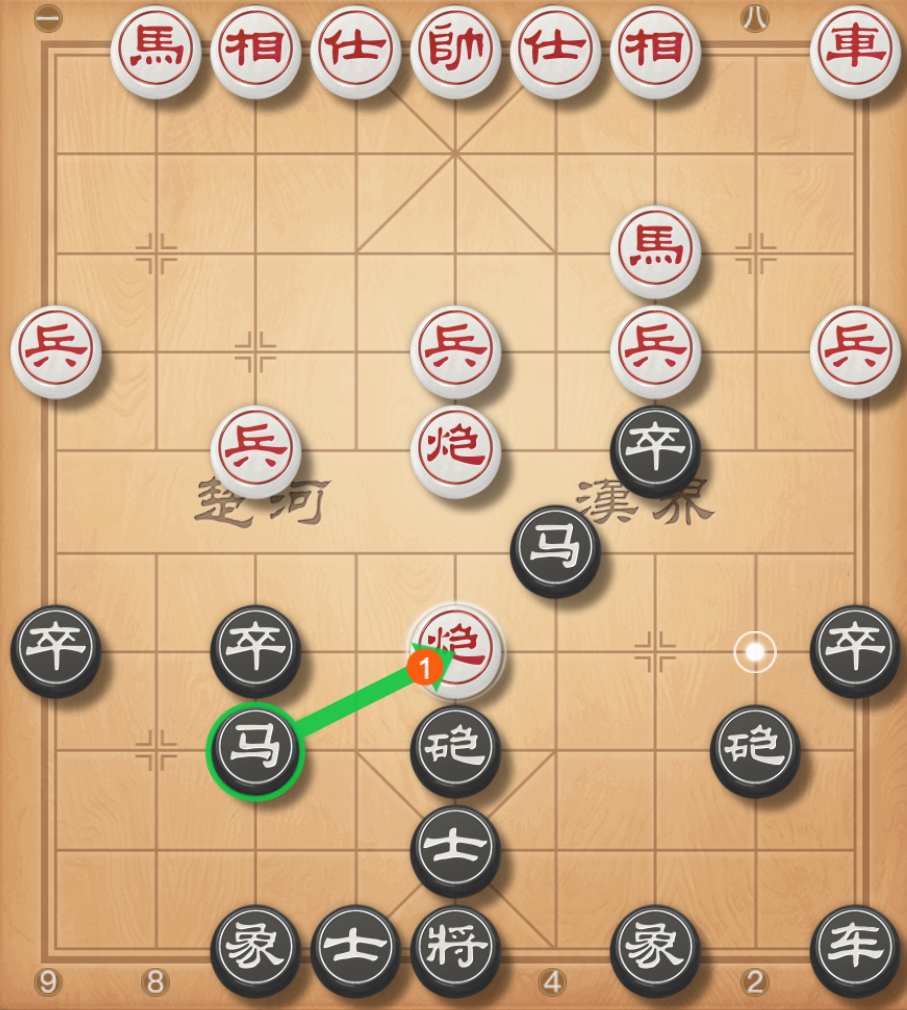 一 八
馬 相 仕 帥 仕 相 車
馬
兵 兵 兵 兵
兵 炮 卒
楚河 漢界
马
卒 卒 炮 卒
1
马 砲 砲
士
象 士 将 象 车
9 8 4 2